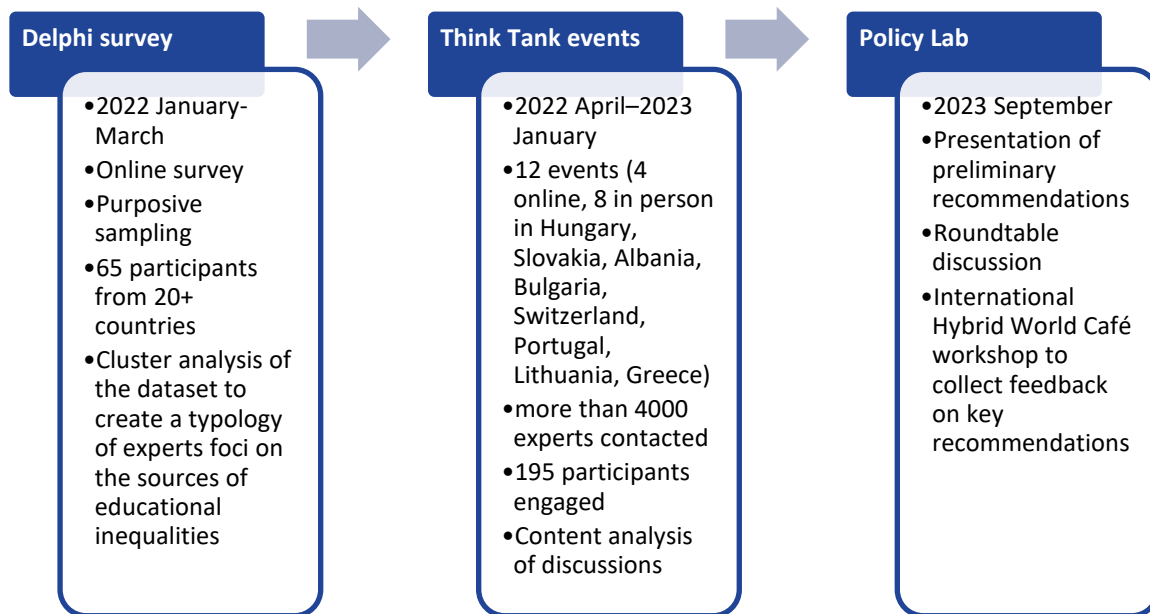 Delphi survey
•2022 January-
March
•Online survey
•Purposive
sampling
•65 participants
from 20+
countries
•Cluster analysis of
the dataset to
create a typology
of experts foci on
the sources of
educational
inequalities
Think Tank events
•2022 April–2023
January
•12 events (4
online, 8 in person
in Hungary,
Slovakia, Albania,
Bulgaria,
Switzerland,
Portugal,
Lithuania, Greece)
•more than 4000
experts contacted
•195 participants
engaged
•Content analysis
of discussions
Policy Lab
•2023 September
•Presentation of
preliminary
recommendations
•Roundtable
discussion
•International
Hybrid World Café
workshop to
collect feedback
on key
recommendations